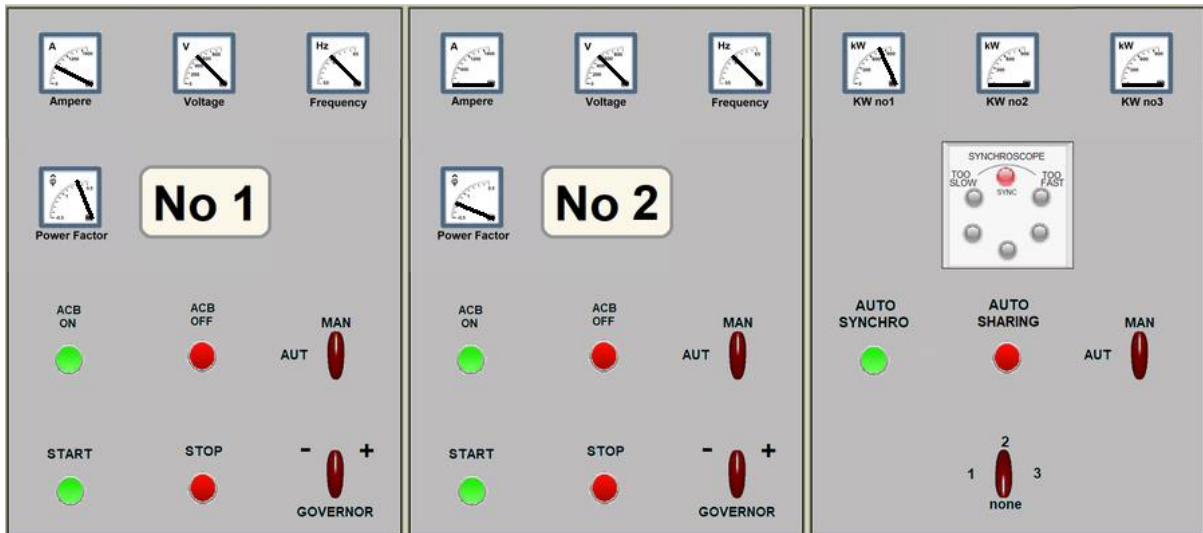 A
V
Hz
Ampere
Voltage
Frequency
Power Factor
No 1
ACB
ON
ACB
OFF
MAN
AUT
START
STOP
- +
GOVERNOR
A
V
Hz
Ampere
Voltage
Frequency
Power Factor
No 2
ACB
ON
ACB
OFF
MAN
AUT
START
STOP
- +
GOVERNOR
kW
kW
kW
KW no1
KW no2
KW no3
SYNCHROSCOPE
TOO
SLOW
SYNC
TOO
FAST
AUTO
SYNCHRO
AUTO
SHARING
MAN
AUT
2
1 3
none